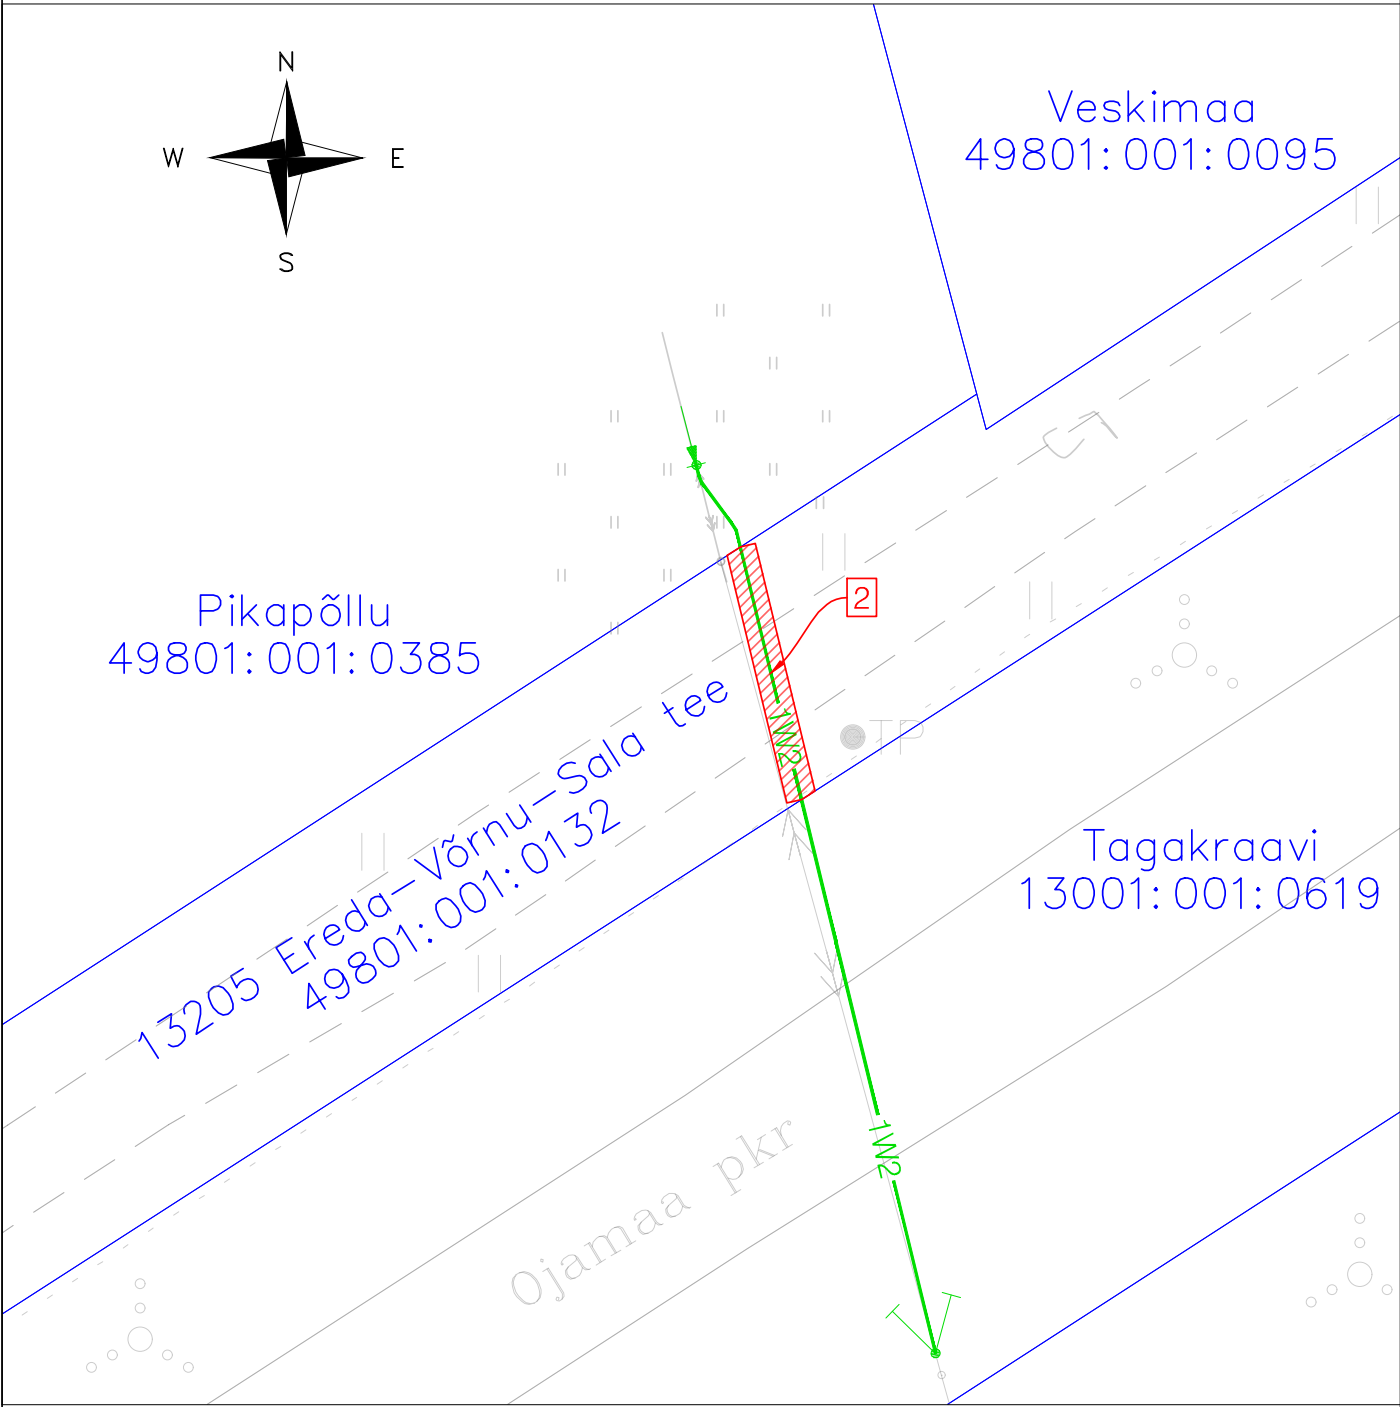 N
W
E
S
Veskimaa
49801:001:0095
Pikapõllu
49801:001:0385
2
1W2
TP
13205 Ereda-Võrnu-Sala tee
49801:001:0132
Tagakraavi
13001:001:0619
1W2
Ojamaa pkr